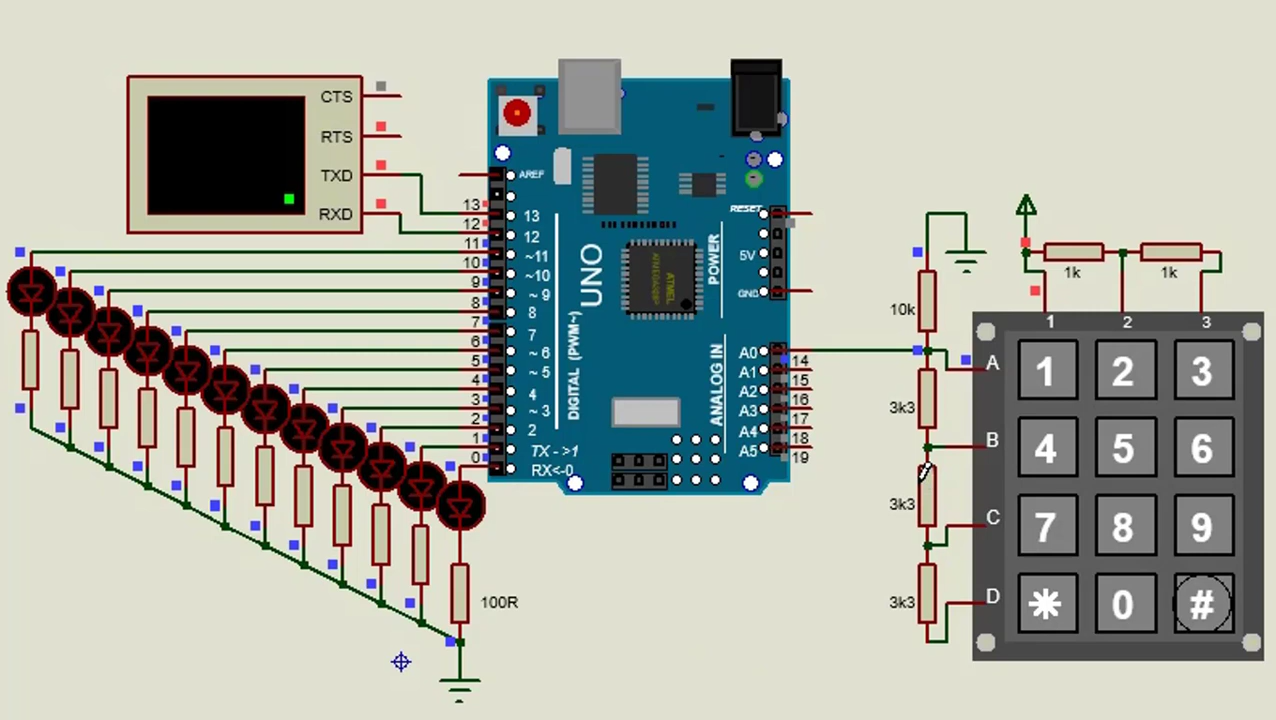 CTS
RTS
TXD
RXD
AREF
13
12
11
10
9
8
7
6
5
4
3
2
1
0
13
12
~11
~10
~ 9
8
7
~ 6
~ 5
4
~ 3
2
TX ->1
RX<-0
DIGITAL (PWM~)
UNO
ATMEL
RESET
5V
GND
POWER
ANALOG IN
A0
A1
A2
A3
A4
A5
14
15
16
17
18
19
100R
10k
3k3
3k3
3k3
1k
1k
1
2
3
A
B
C
D
1 2 3
4 5 6
7 8 9
* 0 #